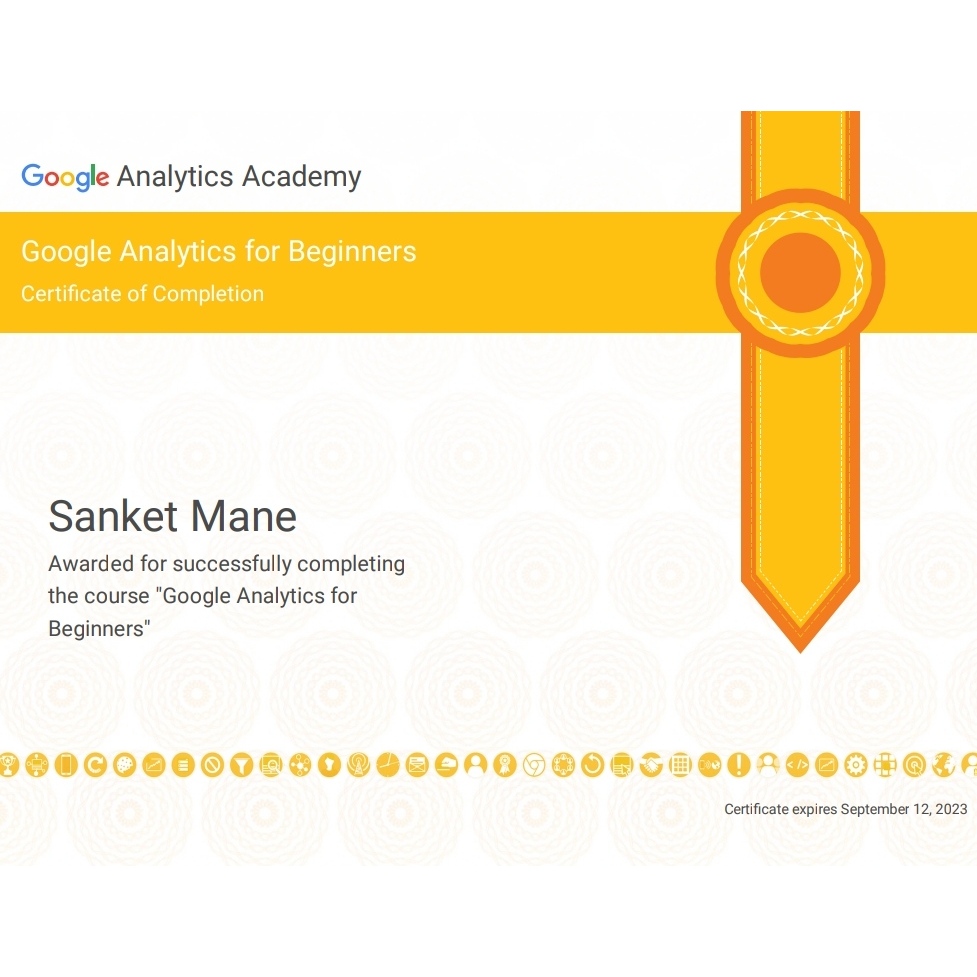 Google Analytics Academy
Google Analytics for Beginners
Certificate of Completion
Sanket Mane
Awarded for successfully completing
the course "Google Analytics for
Beginners"
Certificate expires September 12, 2023